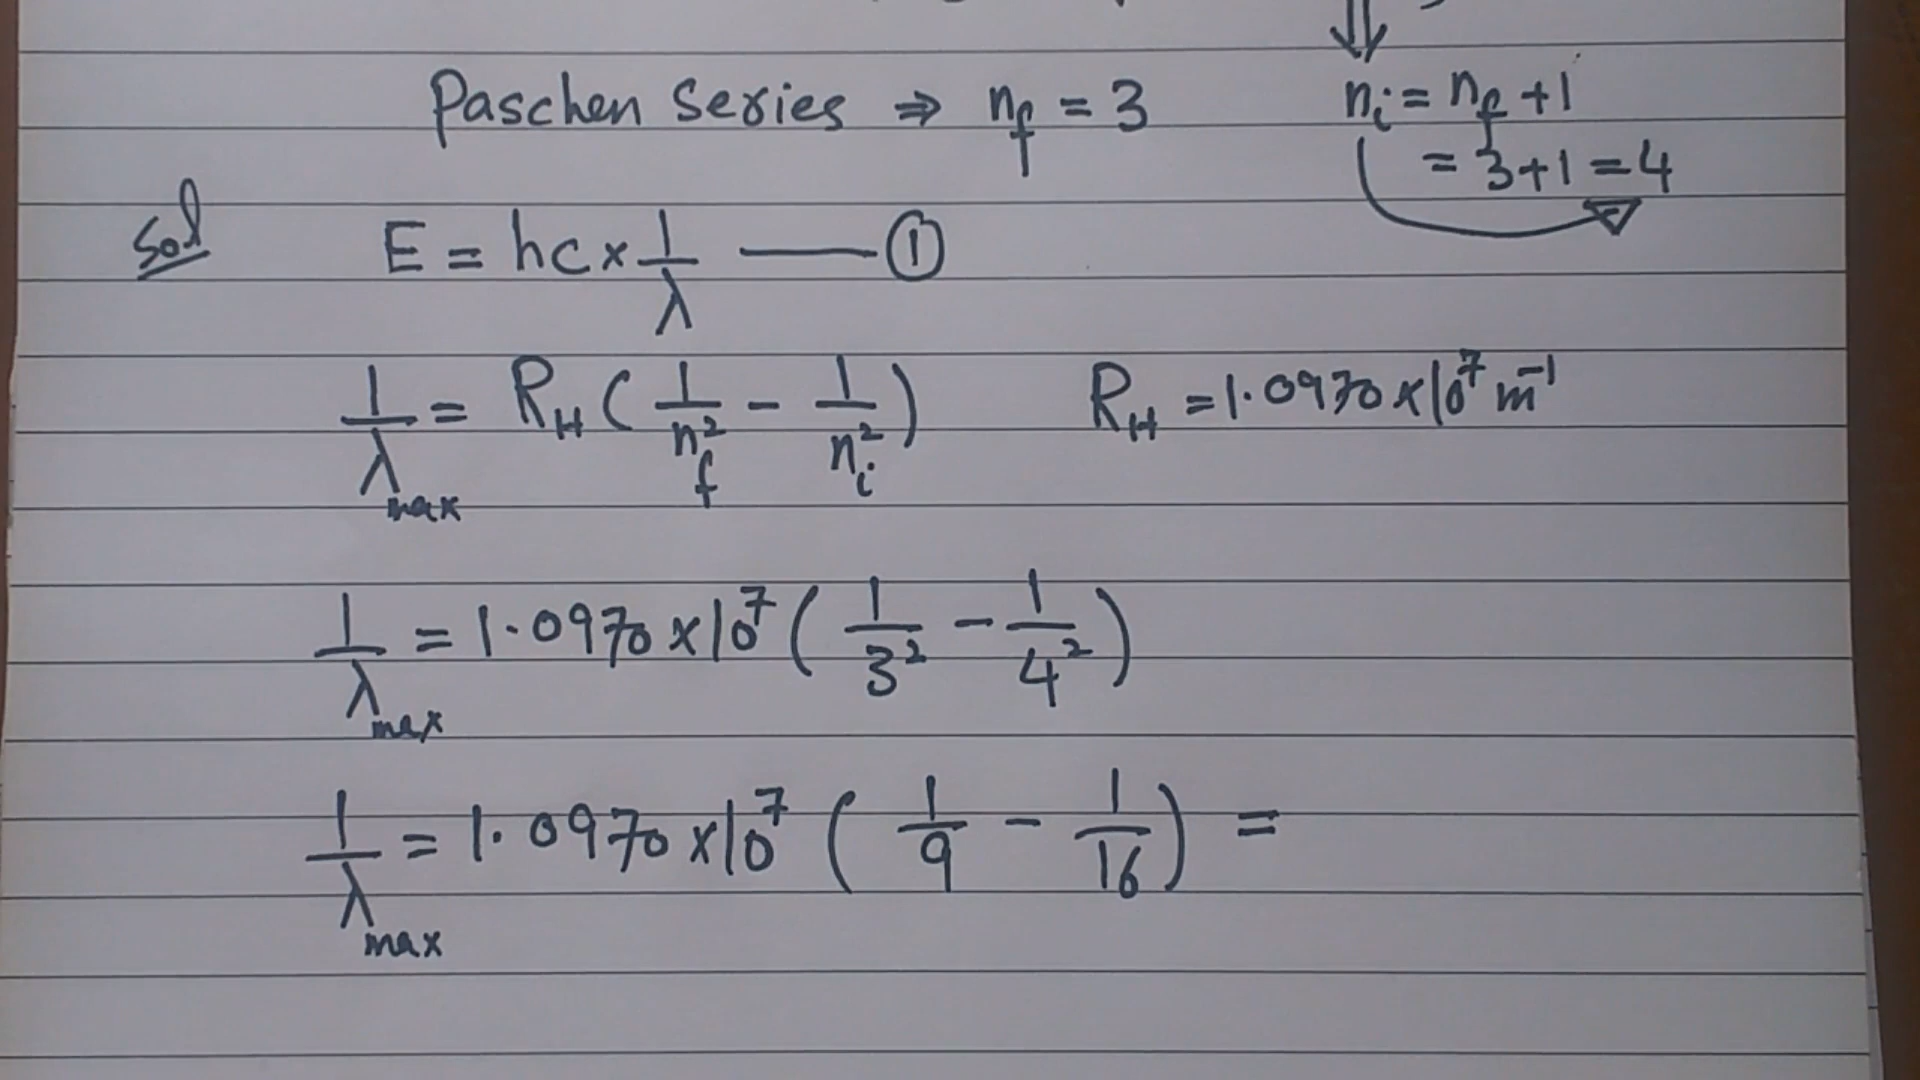 Paschen Series ⇒ n_f = 3
n_i = n_f + 1
= 3+1 = 4
Sol
E = hc × 1/λ —— ①
1/λ_max = R_H ( 1/n_f² - 1/n_i² )
R_H = 1.0970 × 10⁷ m⁻¹
1/λ_max = 1.0970 × 10⁷ ( 1/3² - 1/4² )
1/λ_max = 1.0970 × 10⁷ ( 1/9 - 1/16 ) =